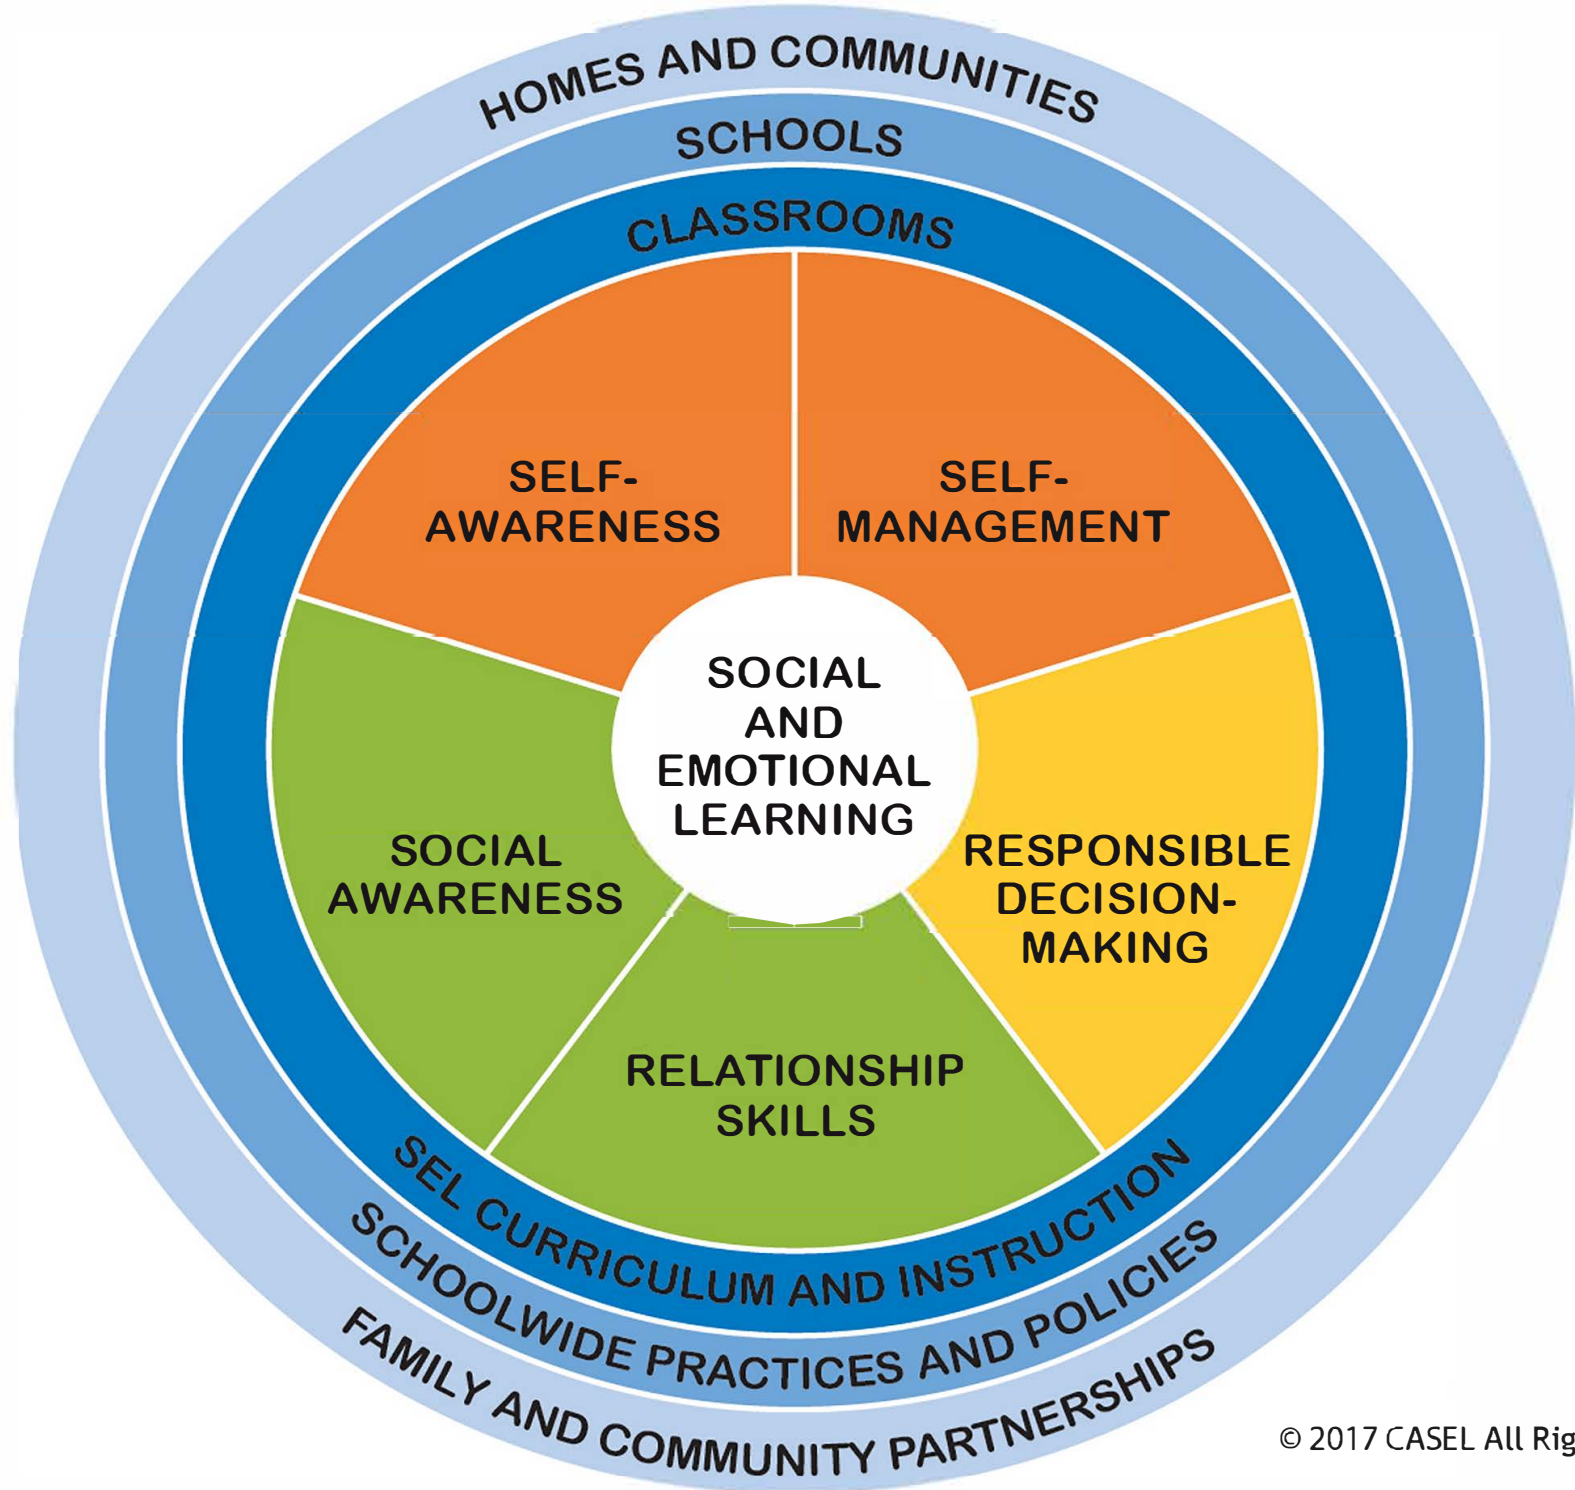 HOMES AND COMMUNITIES
SCHOOLS
CLASSROOMS
SELF-
AWARENESS
SELF-
MANAGEMENT
SOCIAL
AND
EMOTIONAL
LEARNING
SOCIAL
AWARENESS
RESPONSIBLE
DECISION-
MAKING
RELATIONSHIP
SKILLS
SEL CURRICULUM AND INSTRUCTION
SCHOOLWIDE PRACTICES AND POLICIES
FAMILY AND COMMUNITY PARTNERSHIPS
© 2017 CASEL All Rig